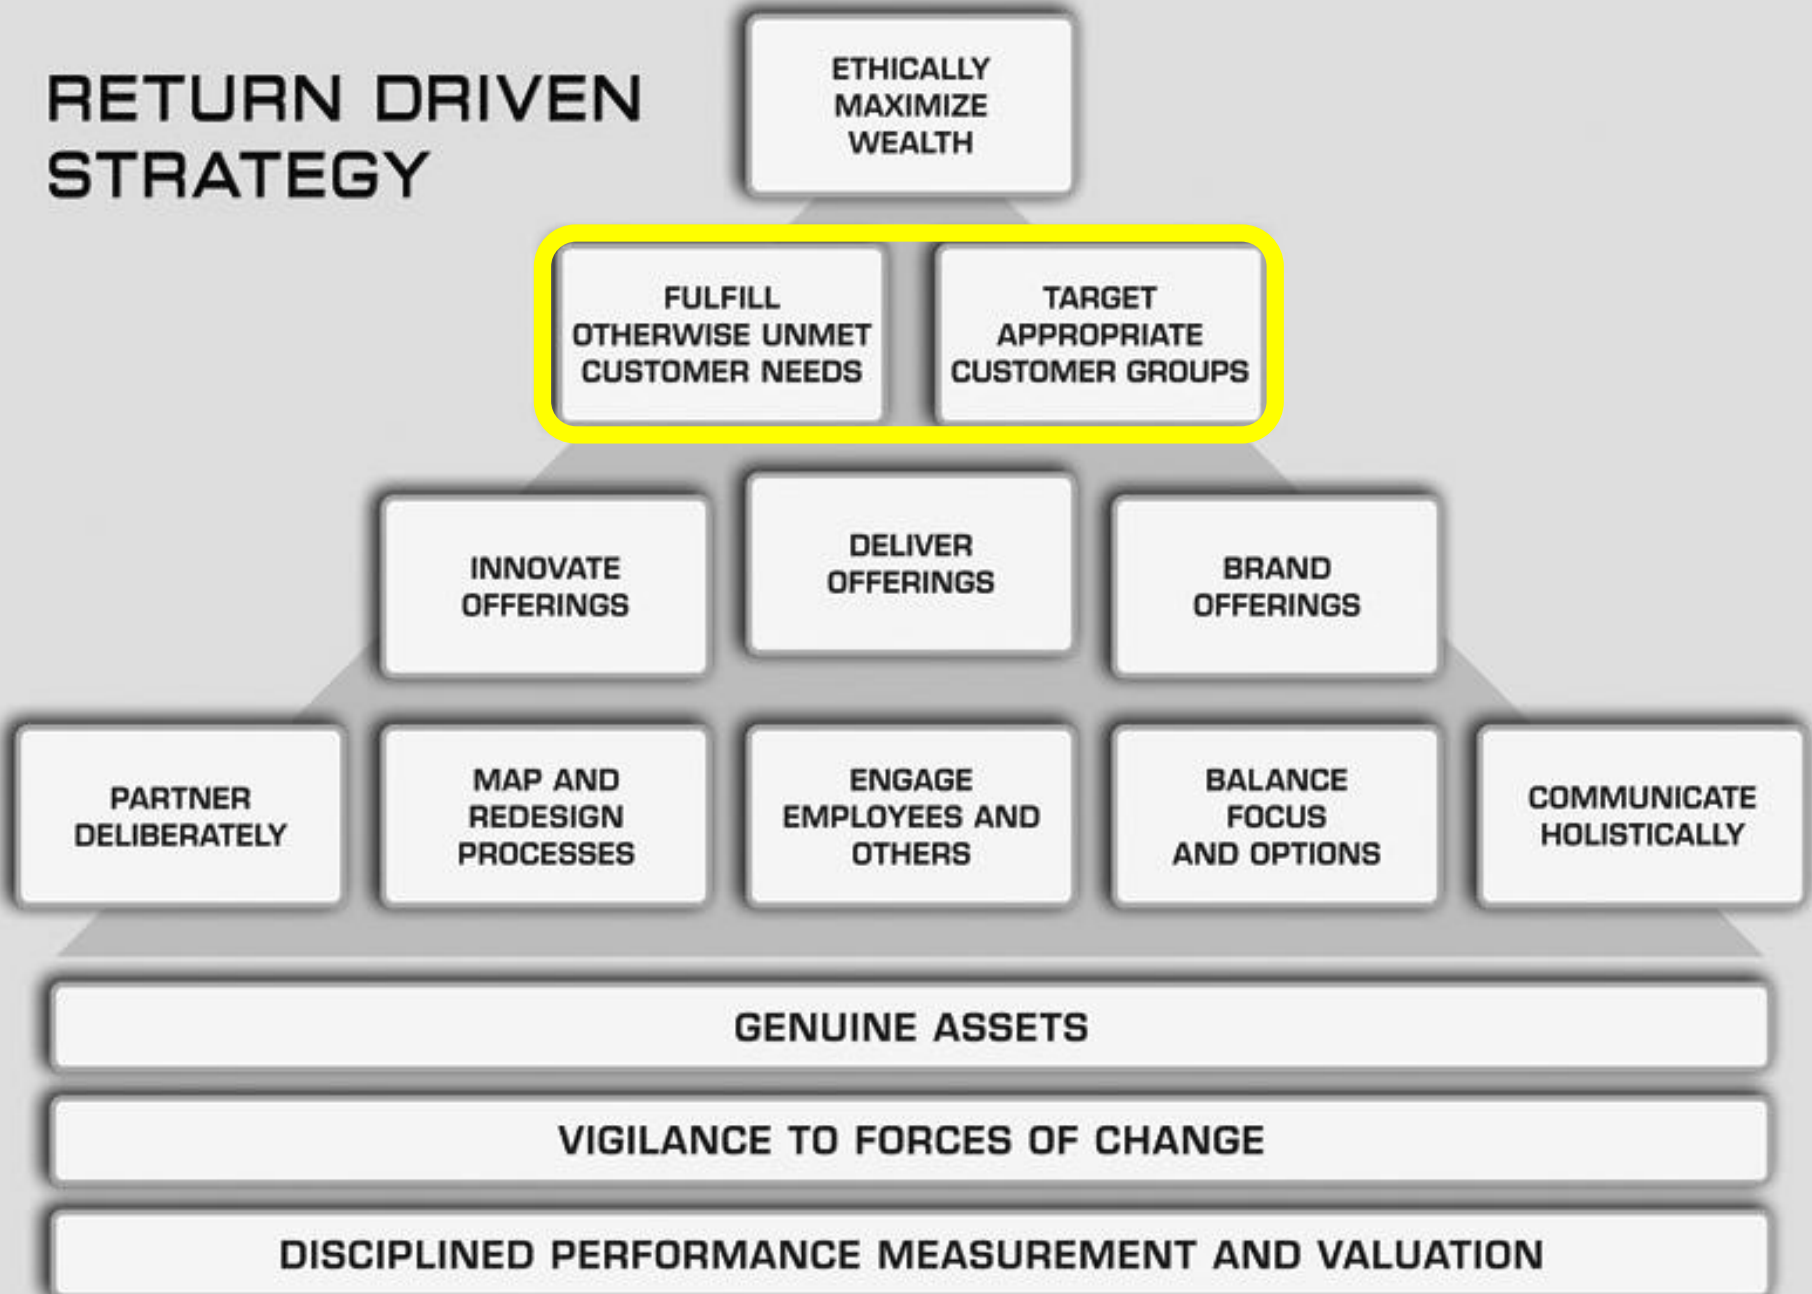 RETURN DRIVEN
STRATEGY
ETHICALLY
MAXIMIZE
WEALTH
FULFILL
OTHERWISE UNMET
CUSTOMER NEEDS
TARGET
APPROPRIATE
CUSTOMER GROUPS
INNOVATE
OFFERINGS
DELIVER
OFFERINGS
BRAND
OFFERINGS
PARTNER
DELIBERATELY
MAP AND
REDESIGN
PROCESSES
ENGAGE
EMPLOYEES AND
OTHERS
BALANCE
FOCUS
AND OPTIONS
COMMUNICATE
HOLISTICALLY
GENUINE ASSETS
VIGILANCE TO FORCES OF CHANGE
DISCIPLINED PERFORMANCE MEASUREMENT AND VALUATION